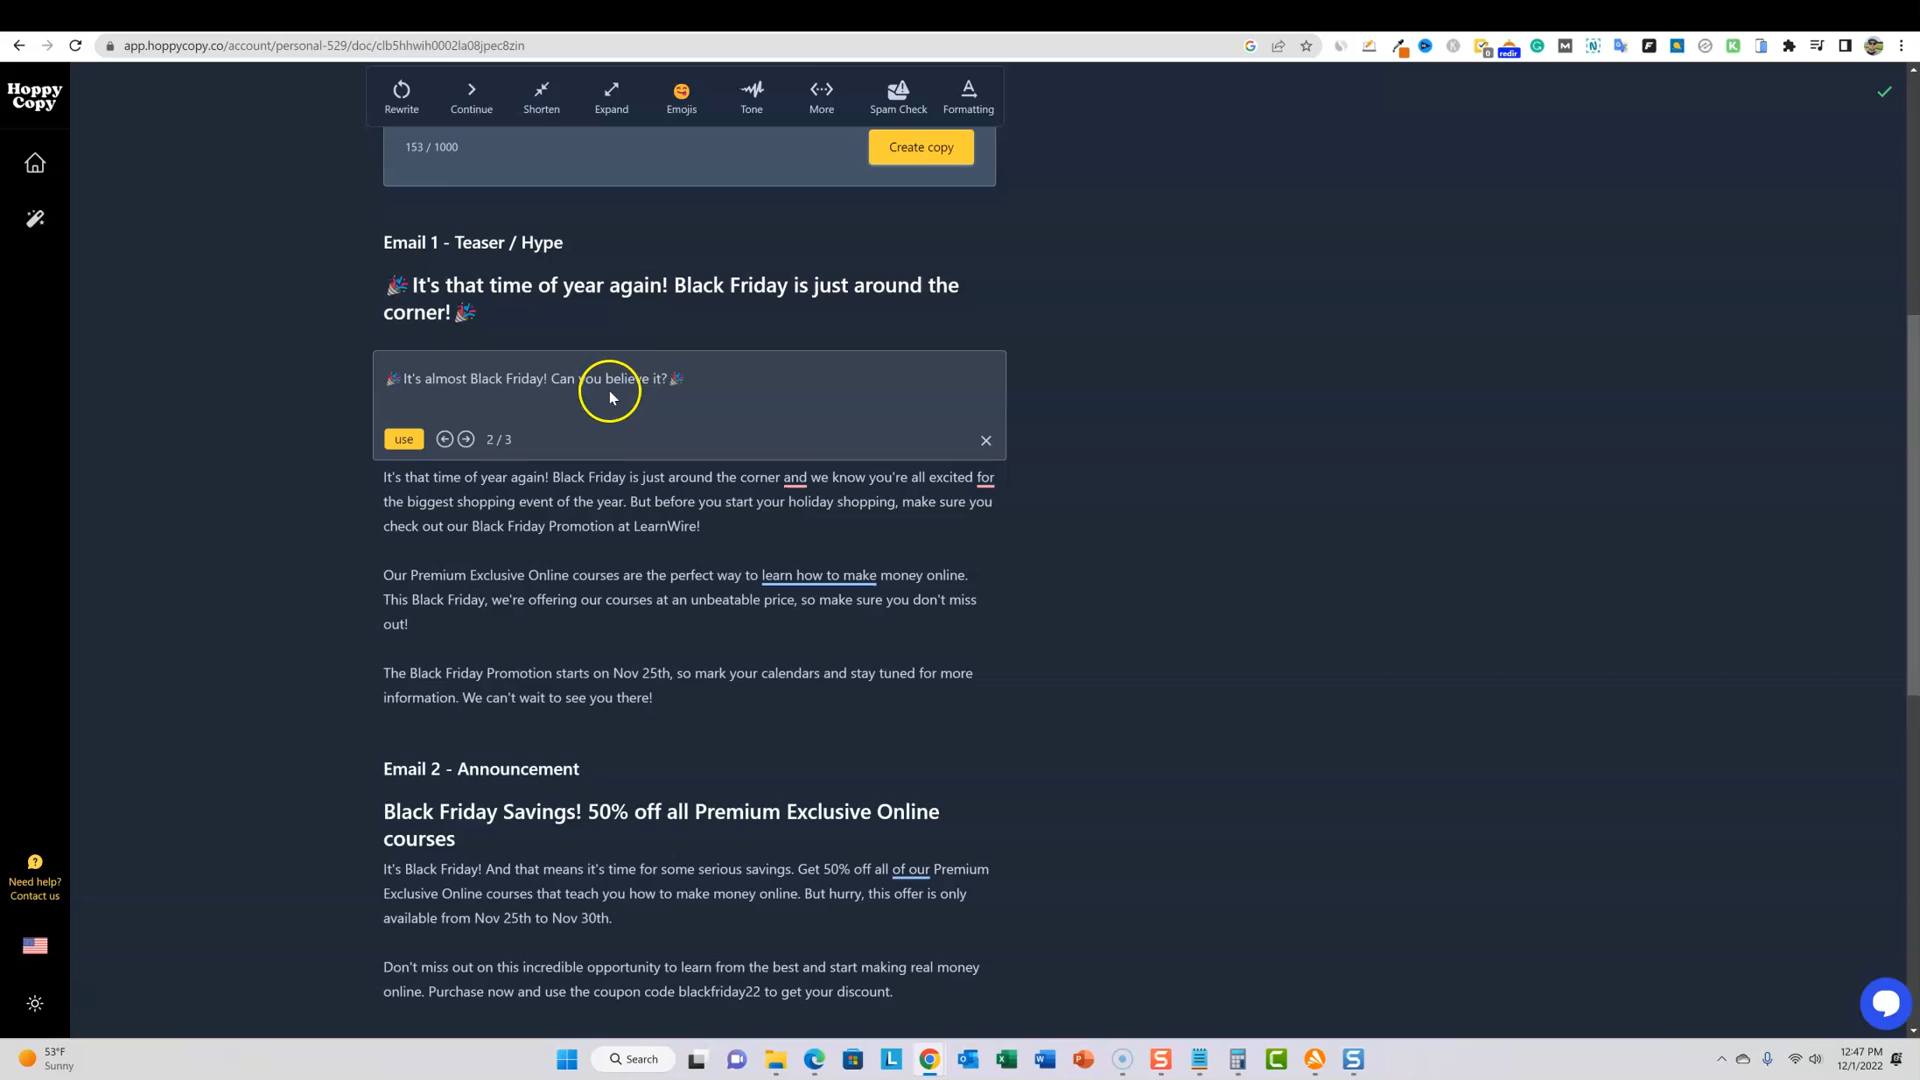 app.hoppycopy.co/account/personal-529/doc/clb5hhwih0002la08jpec8zin
Hoppy
Copy
Rewrite
Continue
Shorten
Expand
Emojis
Tone
More
Spam Check
Formatting
153 / 1000
Create copy
Email 1 - Teaser / Hype
🎉It's that time of year again! Black Friday is just around the
corner!🎉
🎉It's almost Black Friday! Can you believe it?🎉
use
2 / 3
It's that time of year again! Black Friday is just around the corner and we know you're all excited for
the biggest shopping event of the year. But before you start your holiday shopping, make sure you
check out our Black Friday Promotion at LearnWire!
Our Premium Exclusive Online courses are the perfect way to learn how to make money online.
This Black Friday, we're offering our courses at an unbeatable price, so make sure you don't miss
out!
The Black Friday Promotion starts on Nov 25th, so mark your calendars and stay tuned for more
information. We can't wait to see you there!
Email 2 - Announcement
Black Friday Savings! 50% off all Premium Exclusive Online
courses
It's Black Friday! And that means it's time for some serious savings. Get 50% off all of our Premium
Exclusive Online courses that teach you how to make money online. But hurry, this offer is only
available from Nov 25th to Nov 30th.
Don't miss out on this incredible opportunity to learn from the best and start making real money
online. Purchase now and use the coupon code blackfriday22 to get your discount.
Need help?
Contact us
53°F
Sunny
Search
12:47 PM
12/1/2022
redir